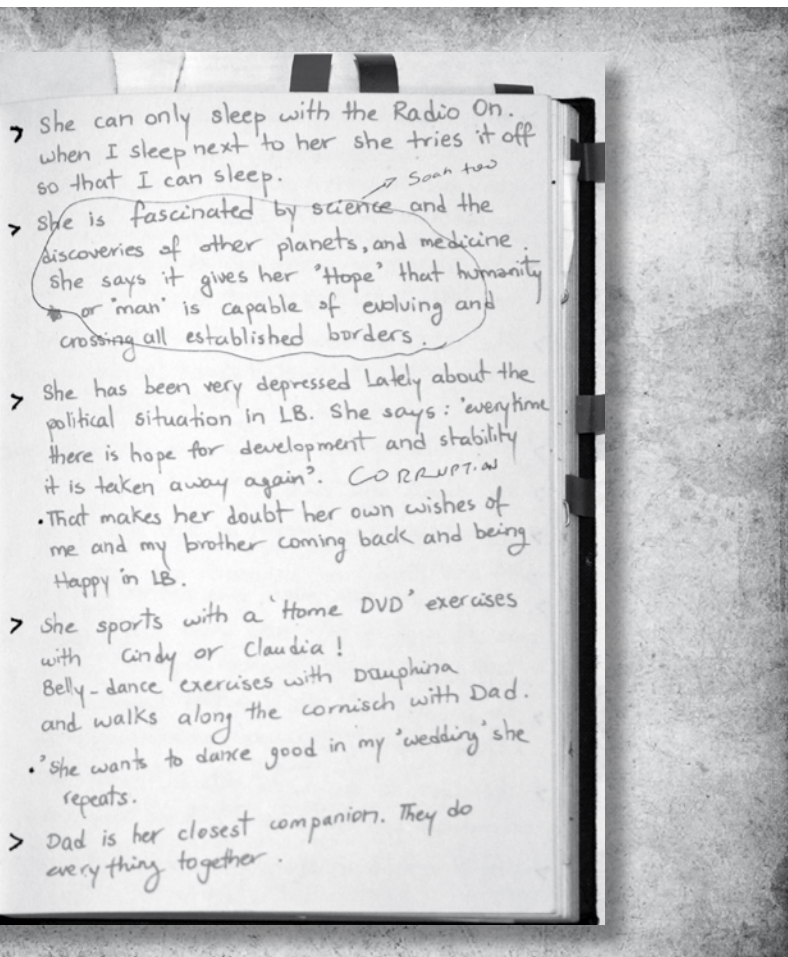 > She can only sleep with the Radio On.
when I sleep next to her she tries it off
so that I can sleep.
> She is fascinated by science and the
discoveries of other planets, and medicine.
she says it gives her "Hope" that humanity
or "man" is capable of evolving and
crossing all established borders.
> She has been very depressed Lately about the
political situation in LB. She says: "everytime
there is hope for development and stability
it is taken away again". CORRUPTION
• That makes her doubt her own wishes of
me and my brother coming back and being
Happy in LB.
> She sports with a 'Home DVD' exercises
with Cindy or Claudia!
Belly-dance exercises with Dauphina
and walks along the cornisch with Dad.
• 'She wants to dance good in my 'wedding' she
repeats.
> Dad is her closest companion. They do
every thing together.